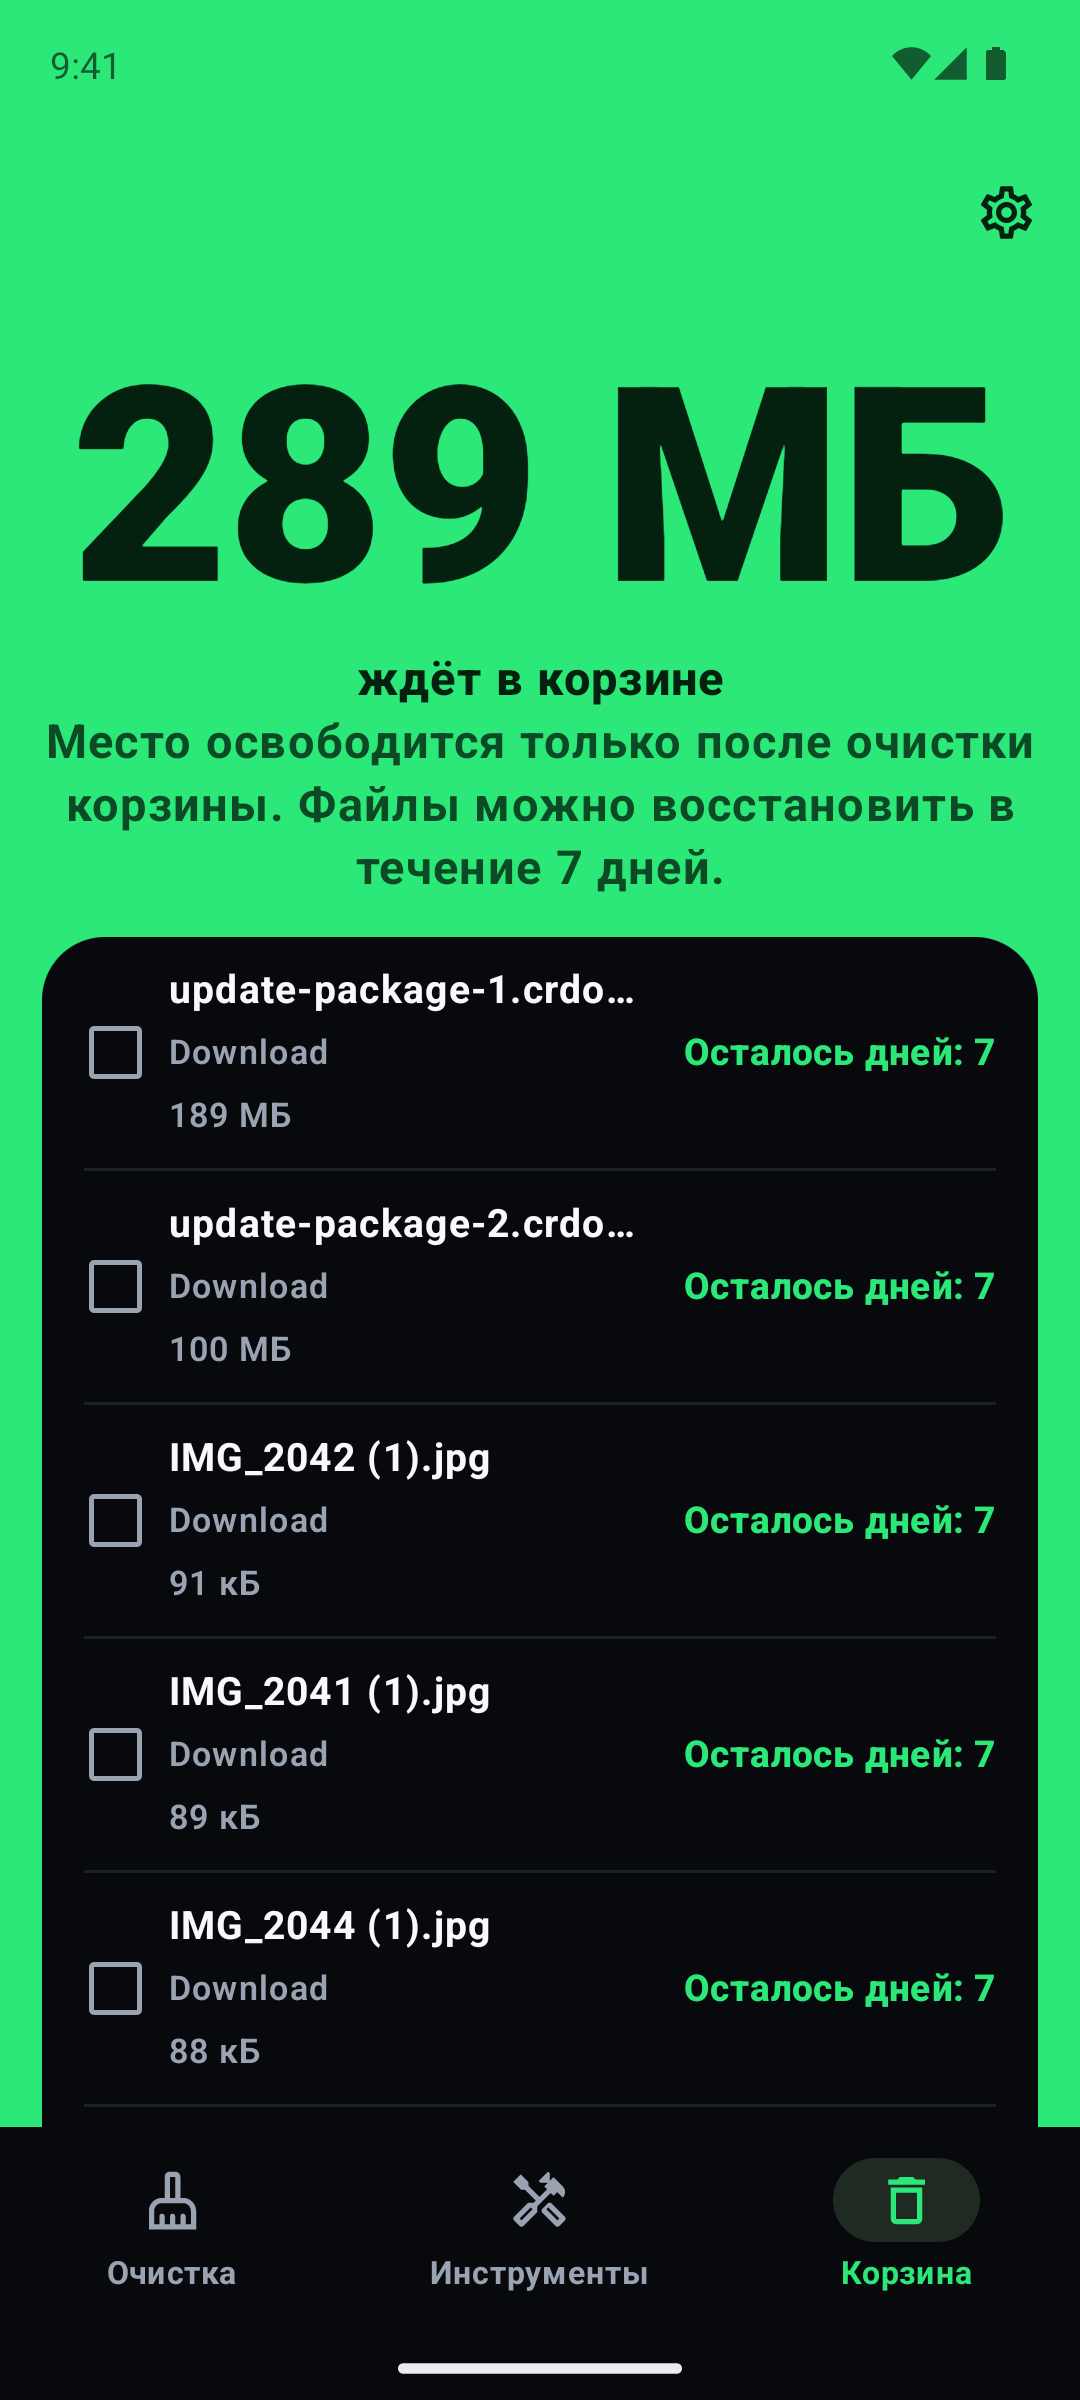 9:41
289 МБ
ждёт в корзине
Место освободится только после очистки
корзины. Файлы можно восстановить в
течение 7 дней.
update-package-1.crdo…
Download
Осталось дней: 7
189 МБ
update-package-2.crdo…
Download
Осталось дней: 7
100 МБ
IMG_2042 (1).jpg
Download
Осталось дней: 7
91 кБ
IMG_2041 (1).jpg
Download
Осталось дней: 7
89 кБ
IMG_2044 (1).jpg
Download
Осталось дней: 7
88 кБ
Очистка
Инструменты
Корзина